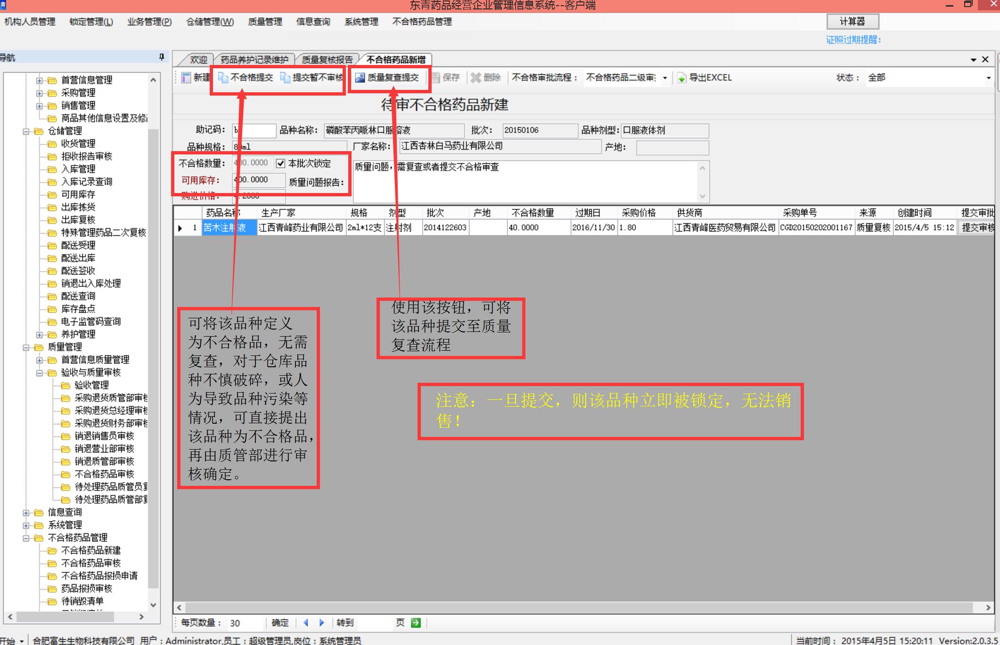 青
东青药品经营企业管理信息系统--客户端
机构人员管理 锁定管理(L) 业务管理(P) 仓储管理(W) 质量管理 信息查询 系统管理 不合格药品管理
计算器
证照过期提醒：
导航
首营信息管理
采购管理
销售管理
商品其他信息设置及修
仓储管理
收货管理
拒收报告审核
入库管理
入库记录查询
可用库存
出库拣货
出库复核
特殊管理药品二次复核
配送受理
配送出库
配送签收
销退出入库处理
配送查询
库存盘点
电子监管码查询
养护管理
质量管理
首营信息质量管理
验收与质量审核
验收管理
采购退货质管部审核
采购退货总经理审核
采购退货财务部审核
销退销售员审核
销退营业部审核
销退质管部审核
不合格药品审核
待处理药品质管员复
待处理药品质管部复
信息查询
系统管理
不合格药品管理
不合格药品新建
不合格药品审核
不合格药品报损申请
药品报损审核
待销毁清单
欢迎 药品养护记录维护 质量复核报告 不合格药品新增
新建 不合格提交 提交暂不审核 质量复查提交 保存 删除 不合格审批流程： 不合格药品二级审批 导出EXCEL 状态： 全部
待审不合格药品新建
助记码： b 品种名称： 磷酸苯丙哌林口服溶液 批次： 20150106 品种剂型： 口服液体剂
品种规格： 80ml 厂家名称： 江西杏林白马药业有限公司 产地：
不合格数量： 400.0000 本批次锁定
可用库存： 400.0000 质量问题报告： 质量问题，需复查或者提交不合格审查
购进价格： 4.2000
药品名称 生产厂家 规格 剂型 批次 产地 不合格数量 过期日 采购价格 供货商 采购单号 来源 创建时间 提交审批
1 苦木注射液 江西青峰药业有限公司 2ml*12支 注射剂 2014122603 40.0000 2016/11/30 1.80 江西青峰医药贸易有限公司 CGD20150202001167 质量复核 2015/4/5 15:12 提交审核
可将该品种定义
为不合格品，无需
复查，对于仓库品
种不慎破碎，或人
为导致品种污染等
情况，可直接提出
该品种为不合格品，
再由质管部进行审
核确定。
使用该按钮，可将
该品种提交至质量
复查流程
注意：一旦提交，则该品种立即被锁定，无法销
售！
每页数量： 30 确定 转到 页
开始 合肥富生生物科技有限公司 用户：Administrator,员工：超级管理员,岗位：系统管理员
当前时间： 2015年4月5日 15:20:11 Version:2.0.3.5